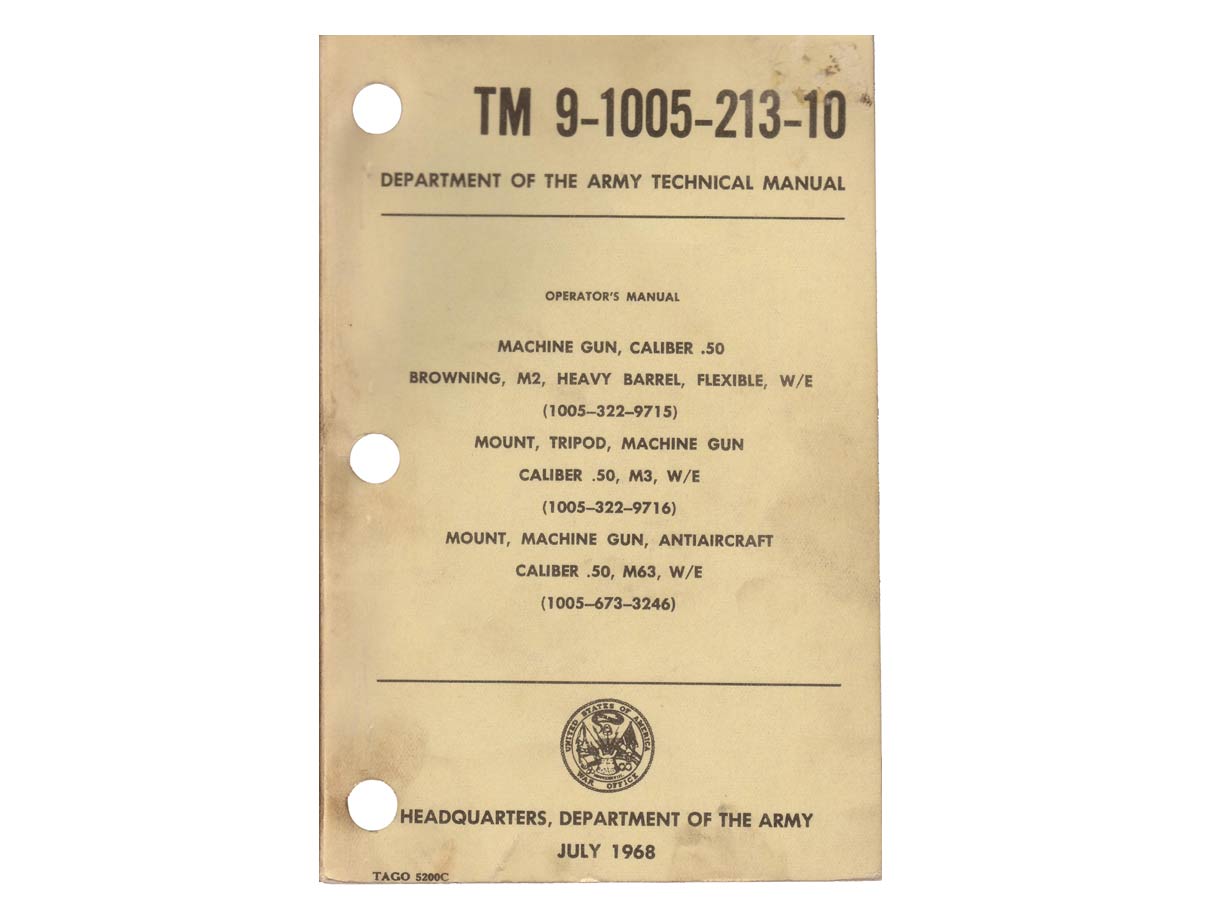 TM 9-1005-213-10
DEPARTMENT OF THE ARMY TECHNICAL MANUAL
OPERATOR'S MANUAL
MACHINE GUN, CALIBER .50
BROWNING, M2, HEAVY BARREL, FLEXIBLE, W/E
(1005-322-9715)
MOUNT, TRIPOD, MACHINE GUN
CALIBER .50, M3, W/E
(1005-322-9716)
MOUNT, MACHINE GUN, ANTIAIRCRAFT
CALIBER .50, M63, W/E
(1005-673-3246)
UNITED STATES OF AMERICA
WAR OFFICE
HEADQUARTERS, DEPARTMENT OF THE ARMY
JULY 1968
TAGO 5200C